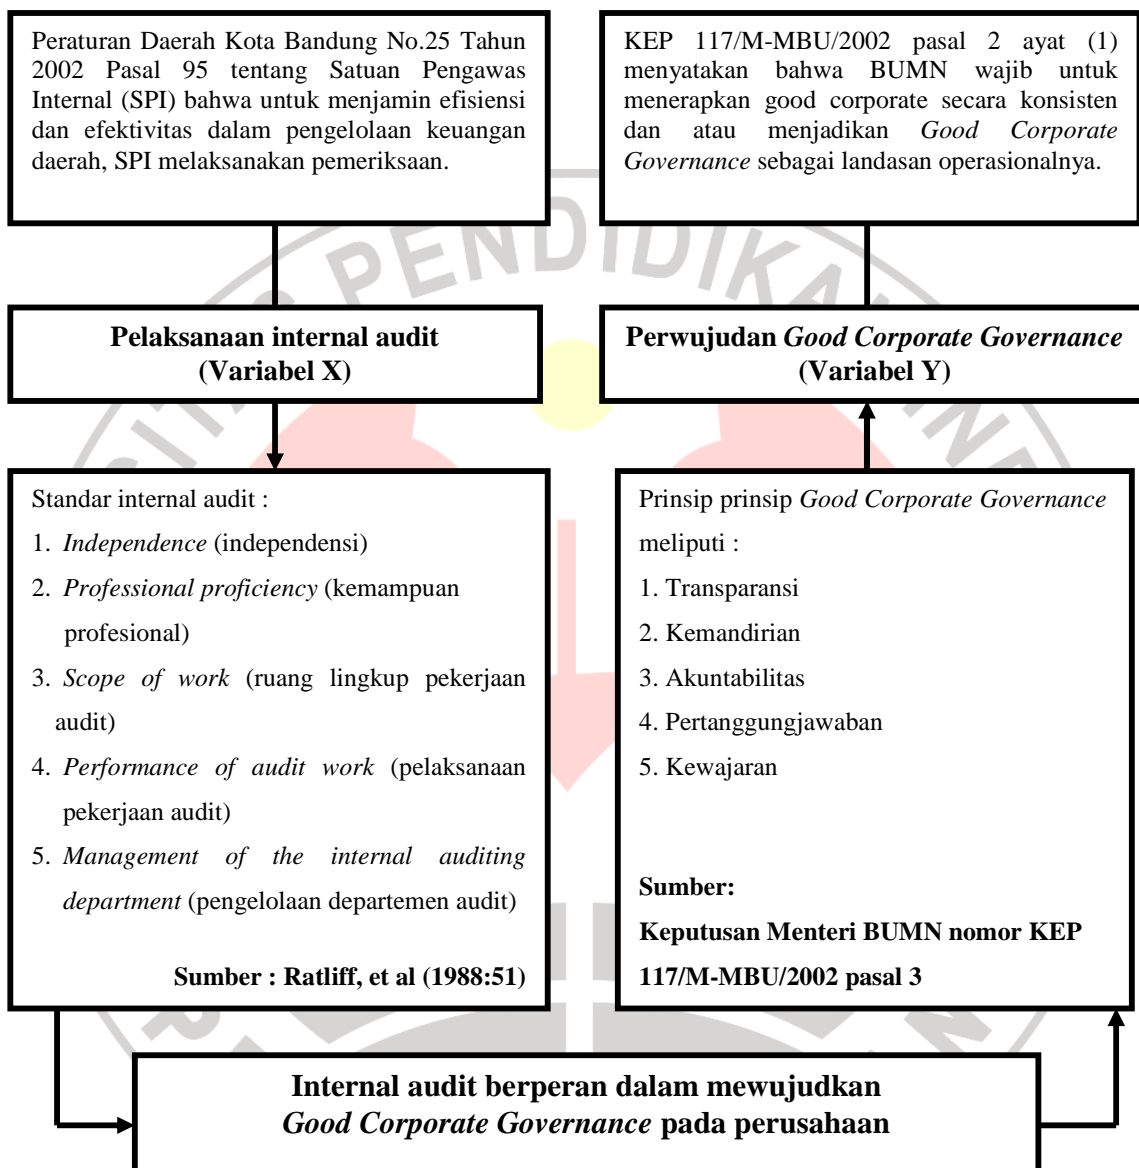 Peraturan Daerah Kota Bandung No.25 Tahun
2002 Pasal 95 tentang Satuan Pengawas
Internal (SPI) bahwa untuk menjamin efisiensi
dan efektivitas dalam pengelolaan keuangan
daerah, SPI melaksanakan pemeriksaan.
KEP 117/M-MBU/2002 pasal 2 ayat (1)
menyatakan bahwa BUMN wajib untuk
menerapkan good corporate secara konsisten
dan atau menjadikan Good Corporate
Governance sebagai landasan operasionalnya.
Pelaksanaan internal audit
(Variabel X)
Perwujudan Good Corporate Governance
(Variabel Y)
Standar internal audit :
1. Independence (independensi)
2. Professional proficiency (kemampuan
profesional)
3. Scope of work (ruang lingkup pekerjaan
audit)
4. Performance of audit work (pelaksanaan
pekerjaan audit)
5. Management of the internal auditing
department (pengelolaan departemen audit)
Sumber : Ratliff, et al (1988:51)
Prinsip prinsip Good Corporate Governance
meliputi :
1. Transparansi
2. Kemandirian
3. Akuntabilitas
4. Pertanggungjawaban
5. Kewajaran
Sumber:
Keputusan Menteri BUMN nomor KEP
117/M-MBU/2002 pasal 3
Internal audit berperan dalam mewujudkan
Good Corporate Governance pada perusahaan
PENDIDIKAN